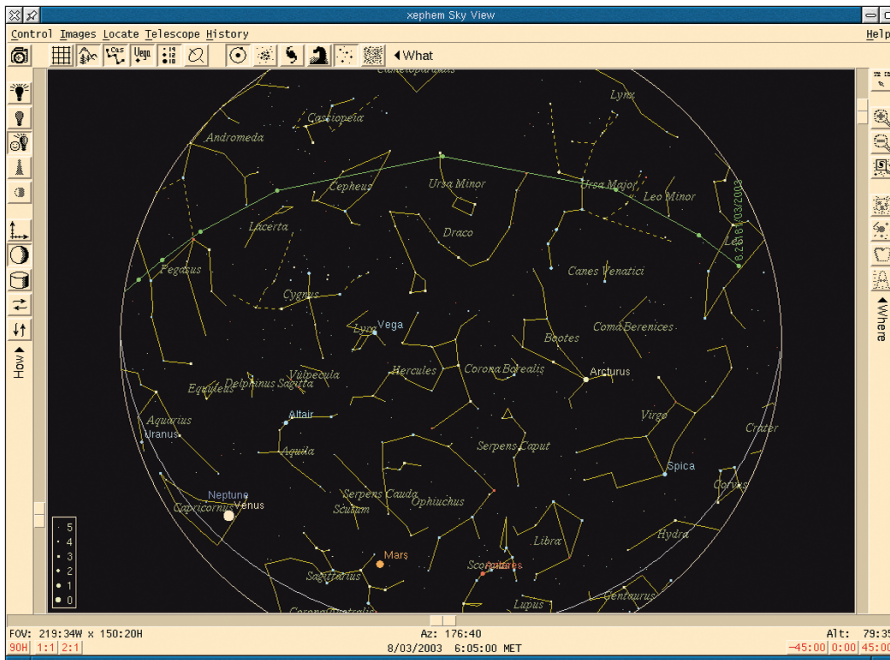 xephem Sky View
Control Images Locate Telescope History Help
Cas Vega What
Camelopardalis
Lynx
Cassiopeia
Andromeda
Cepheus Ursa Minor Ursa Major Leo Minor
Lacerta Draco Leo
Pegasus Canes Venatici
Cygnus
Lyra Vega Coma Berenices
Bootes
Vulpecula Hercules Corona Borealis Arcturus
Equuleus Delphinus Sagitta
Altair Virgo
Aquarius Crater
Uranus Serpens Caput
Aquila Spica
Neptune Serpens Cauda Corvus
Venus Ophiuchus
Capricornus Scutum
Libra Hydra
Mars
Scorpius Antares
Sagittarius
Centaurus
Corona Australis Lupus
5
4
3
2
1
0
How
Where
FOV: 219:34W x 150:20H Az: 176:40 Alt: 79:35
90H 1:1 2:1 8/03/2003 6:05:00 MET -45:00 0:00 45:00